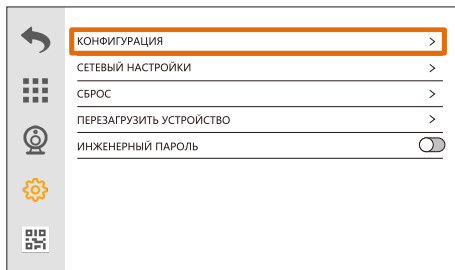 КОНФИГУРАЦИЯ
СЕТЕВЫЙ НАСТРОЙКИ
СБРОС
ПЕРЕЗАГРУЗИТЬ УСТРОЙСТВО
ИНЖЕНЕРНЫЙ ПАРОЛЬ